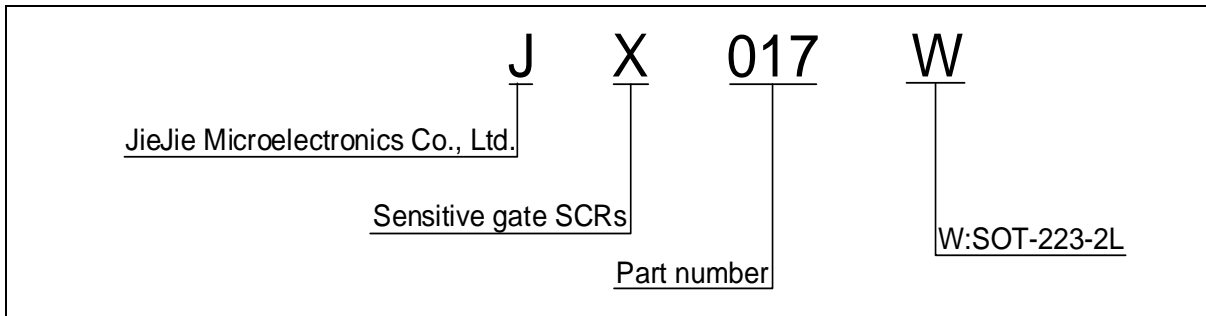 J X 017 W
JieJie Microelectronics Co., Ltd.
Sensitive gate SCRs
W:SOT-223-2L
Part number